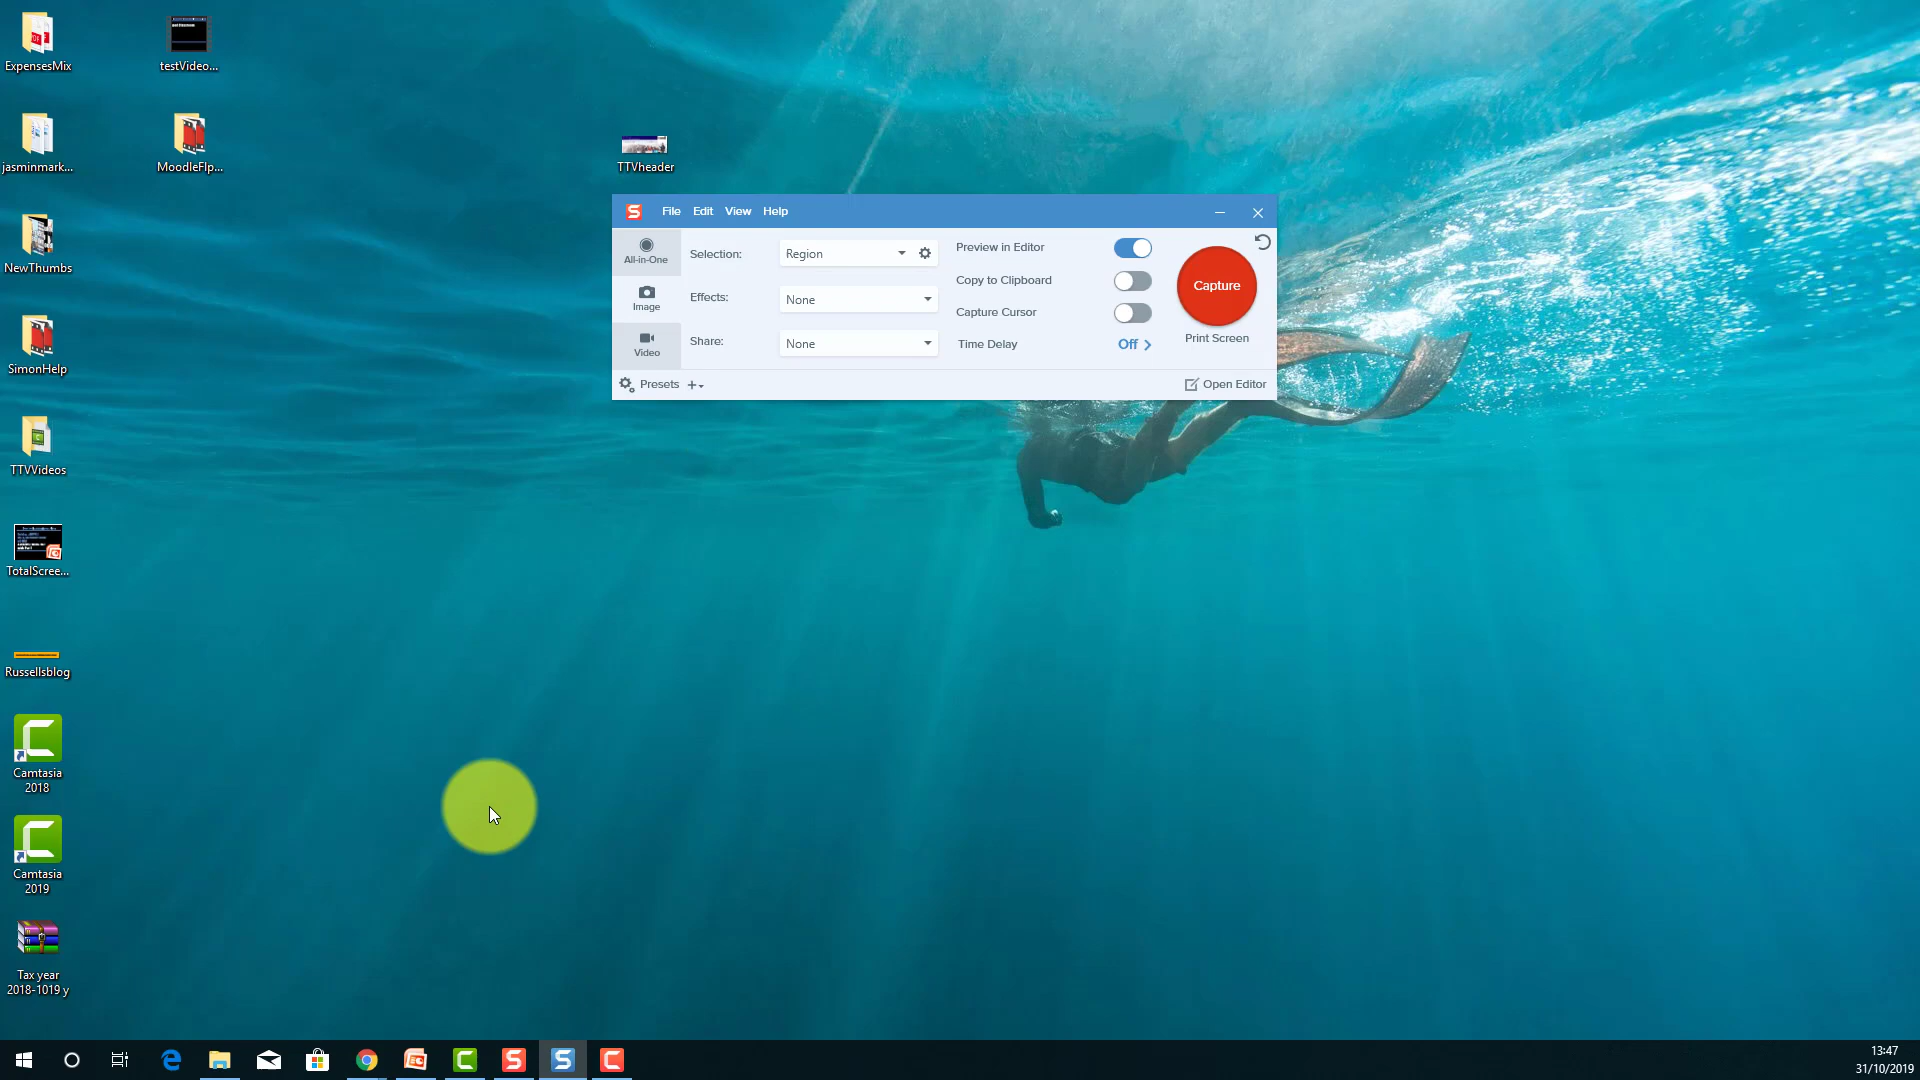 ExpensesMix
testVideo...
jasminmark...
MoodleFlp...
TTVheader
NewThumbs
SimonHelp
TTVVideos
TotalScree...
Russellsblog
Camtasia
2018
Camtasia
2019
Tax year
2018-1019 y
File Edit View Help
All-in-One
Image
Video
Selection: Region
Effects: None
Share: None
Preview in Editor
Copy to Clipboard
Capture Cursor
Time Delay Off
Capture
Print Screen
Presets
Open Editor
13:47
31/10/2019